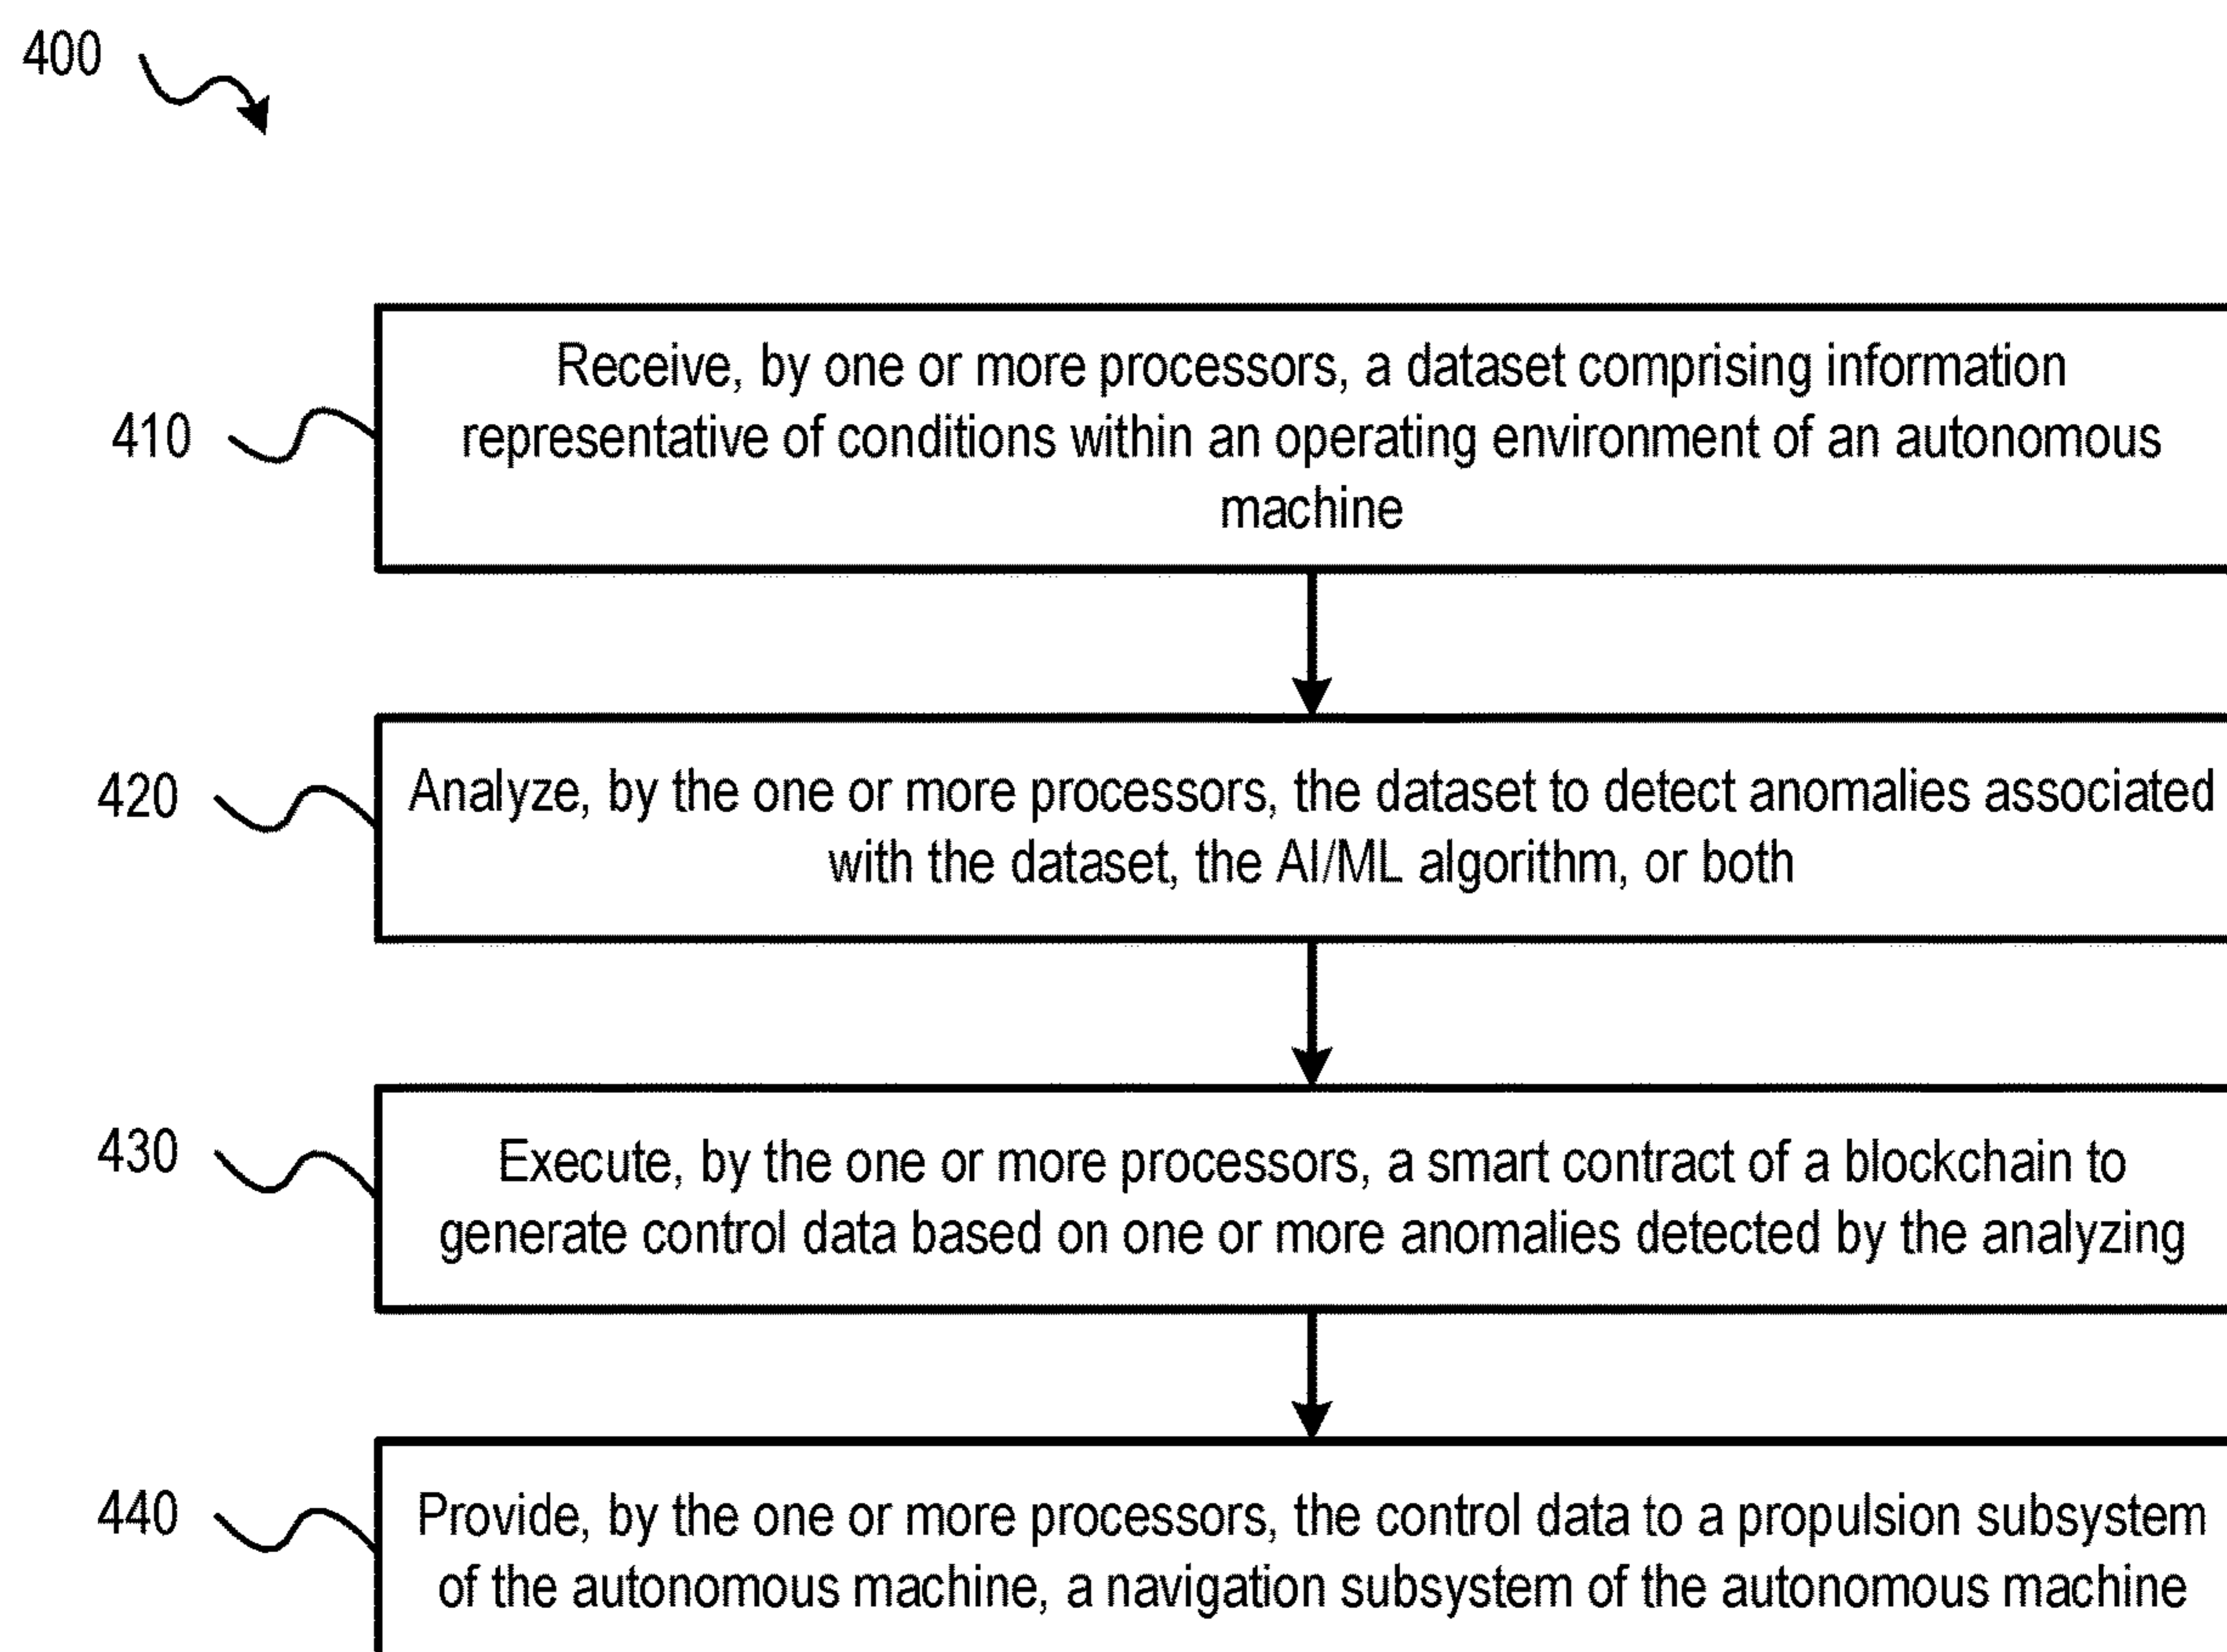 400
410
Receive, by one or more processors, a dataset comprising information
representative of conditions within an operating environment of an autonomous
machine
420
Analyze, by the one or more processors, the dataset to detect anomalies associated
with the dataset, the AI/ML algorithm, or both
430
Execute, by the one or more processors, a smart contract of a blockchain to
generate control data based on one or more anomalies detected by the analyzing
440
Provide, by the one or more processors, the control data to a propulsion subsystem
of the autonomous machine, a navigation subsystem of the autonomous machine